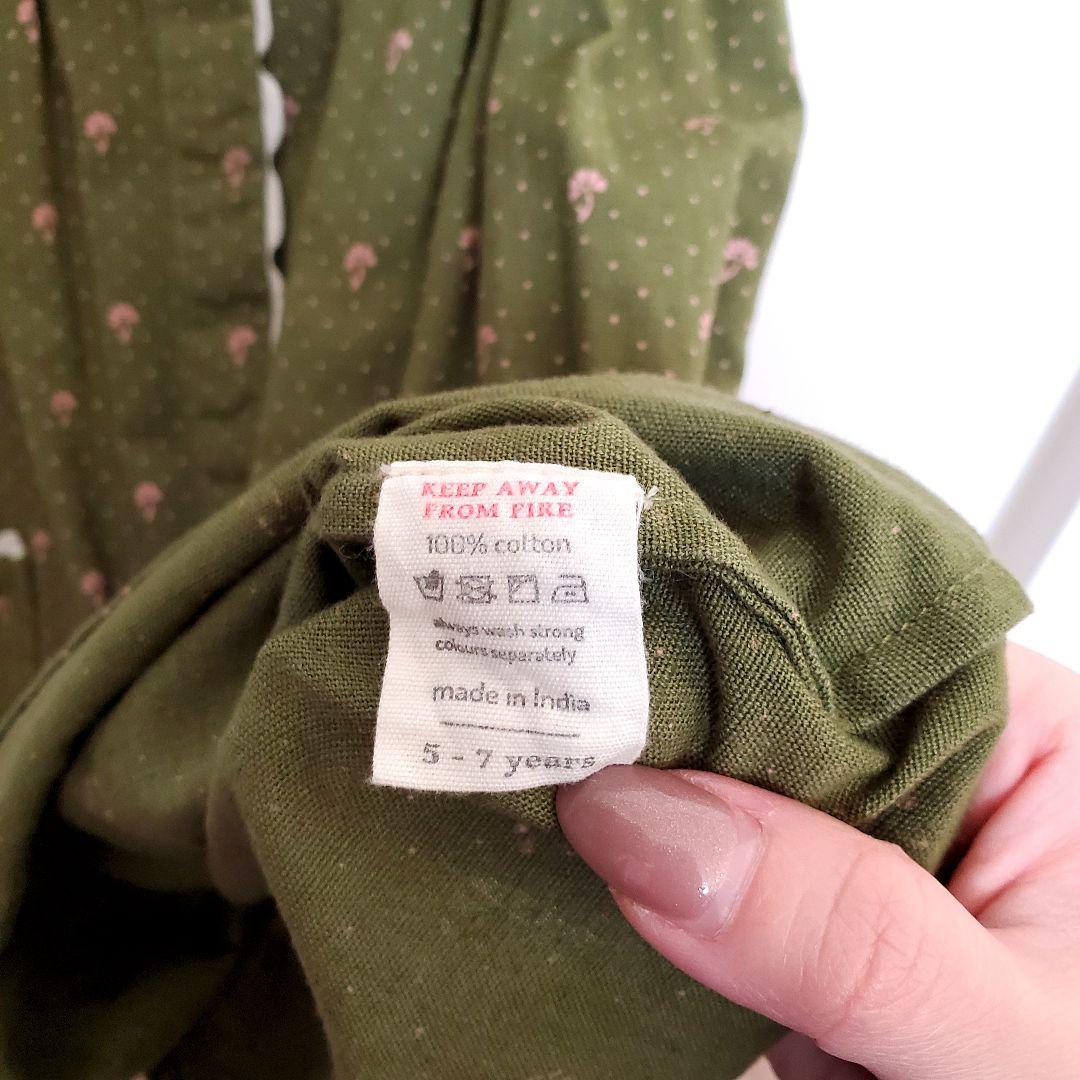 KEEP AWAY
FROM FIRE
100% cotton
always wash strong
colours separately
made in India
5 - 7 years